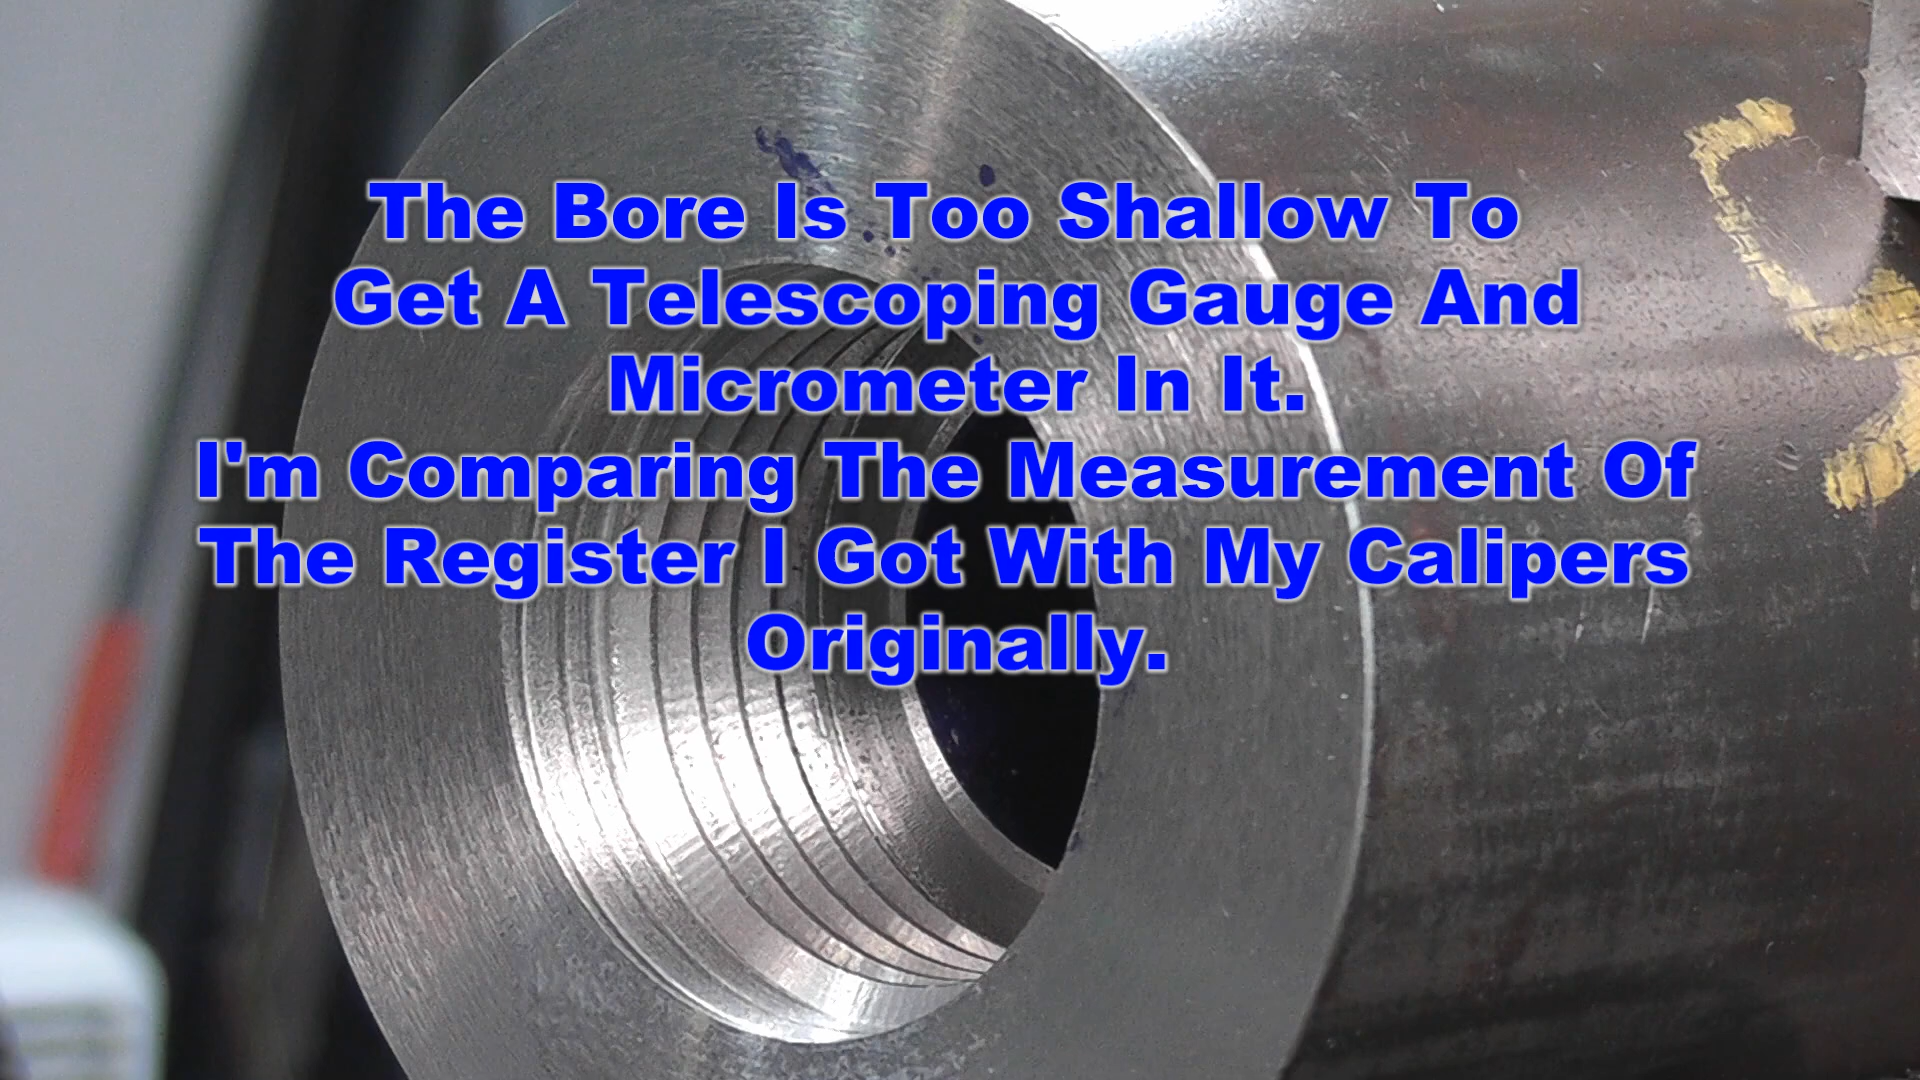 The Bore Is Too Shallow To
Get A Telescoping Gauge And
Micrometer In It.
I'm Comparing The Measurement Of
The Register I Got With My Calipers
Originally.